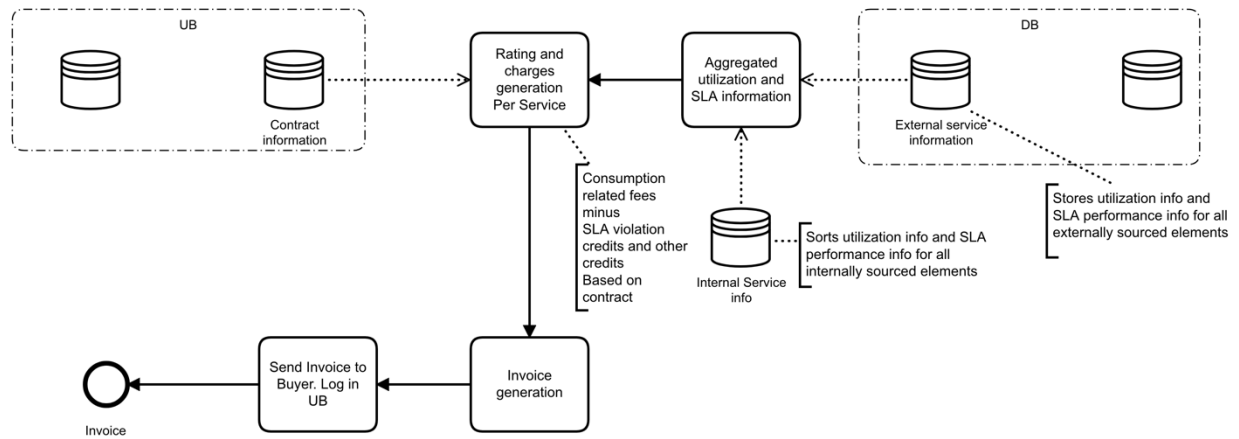 UB
Contract
information
Rating and
charges
generation
Per Service
Aggregated
utilization and
SLA information
DB
External service
information
Consumption
related fees
minus
SLA violation
credits and other
credits
Based on
contract
Internal Service
info
Sorts utilization info and SLA
performance info for all
internally sourced elements
Stores utilization info and
SLA performance info for all
externally sourced elements
Invoice
Send Invoice to
Buyer. Log in
UB
Invoice
generation